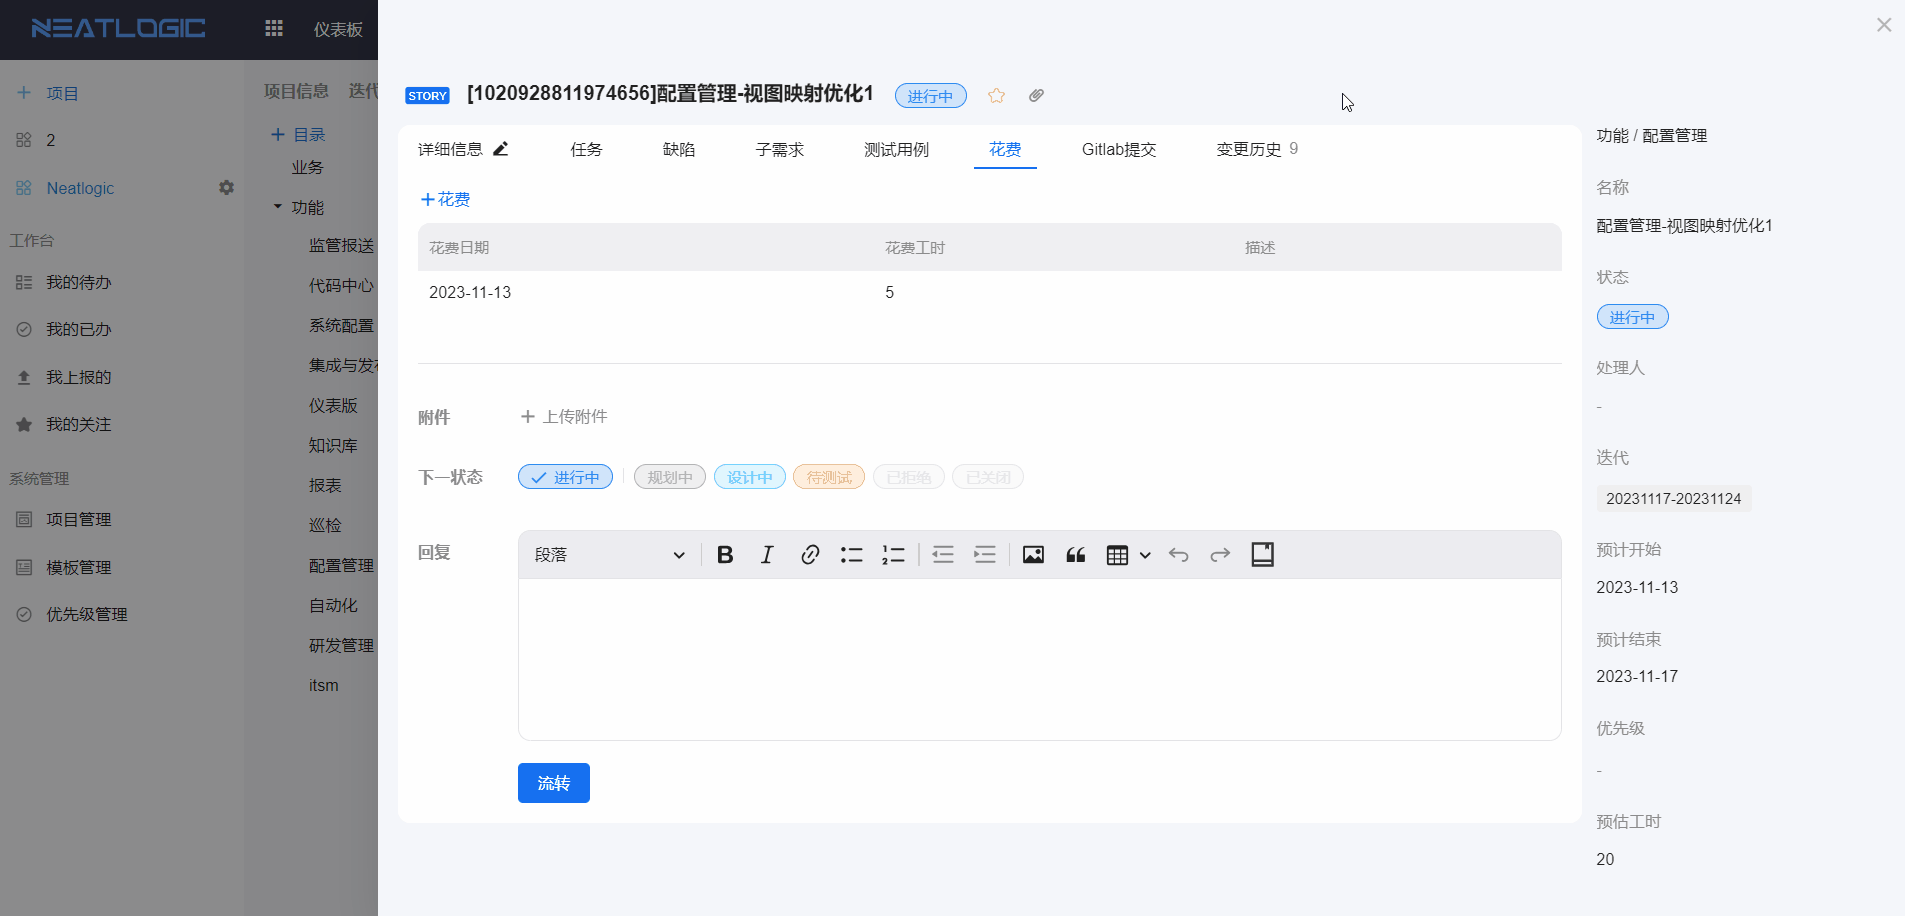 NEATLOGIC
仪表板
项目
2
Neatlogic
工作台
我的待办
我的已办
我上报的
我的关注
系统管理
项目管理
模板管理
优先级管理
项目信息 迭代
目录
业务
功能
监管报送
代码中心
系统配置
集成与发布
仪表版
知识库
报表
巡检
配置管理
自动化
研发管理
itsm
STORY [1020928811974656]配置管理-视图映射优化1 进行中
详细信息 任务 缺陷 子需求 测试用例 花费 Gitlab提交 变更历史 9
+花费
花费日期 花费工时 描述
2023-11-13 5
附件 上传附件
下一状态 进行中 规划中 设计中 待测试 已拒绝 已关闭
回复 段落
流转
功能 / 配置管理
名称
配置管理-视图映射优化1
状态
进行中
处理人
-
迭代
20231117-20231124
预计开始
2023-11-13
预计结束
2023-11-17
优先级
-
预估工时
20